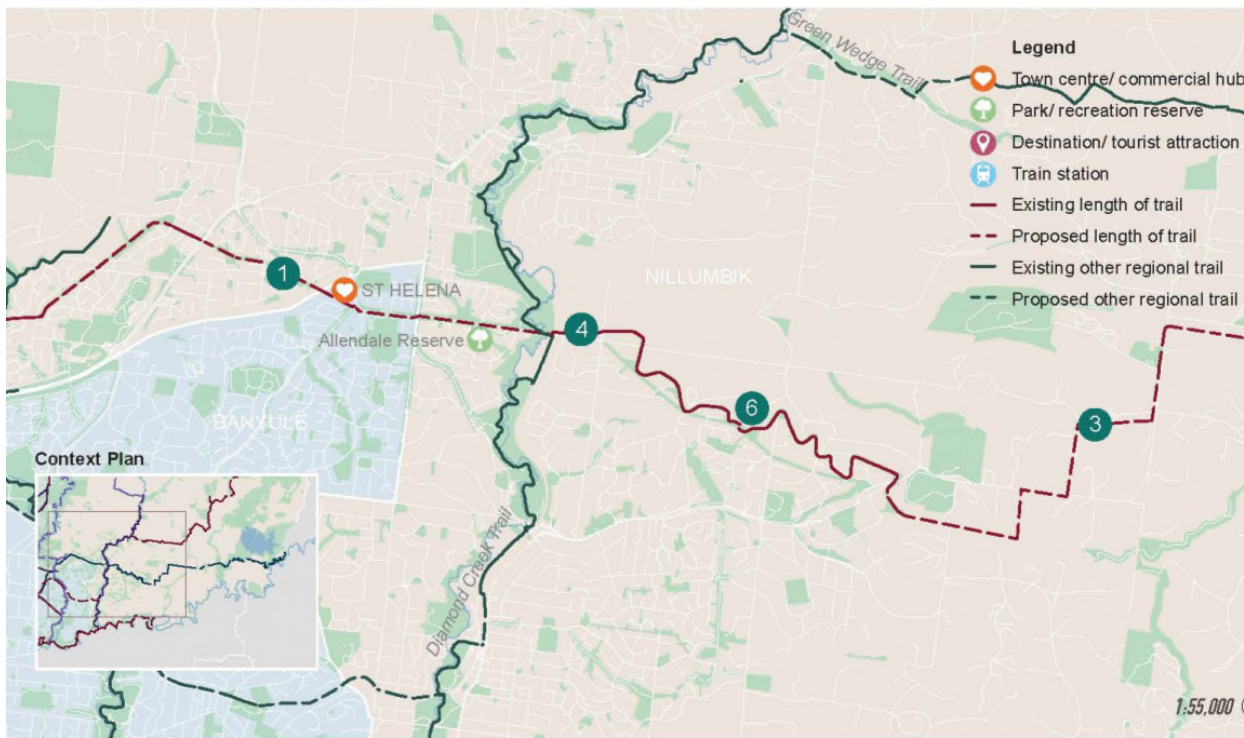 Green Wedge Trail
Legend
Town centre/ commercial hub
Park/ recreation reserve
Destination/ tourist attraction
Train station
Existing length of trail
Proposed length of trail
Existing other regional trail
Proposed other regional trail
1
ST HELENA
NILLUMBIK
4
Allendale Reserve
6
3
BANYULE
Context Plan
Diamond Creek Trail
1:55,000